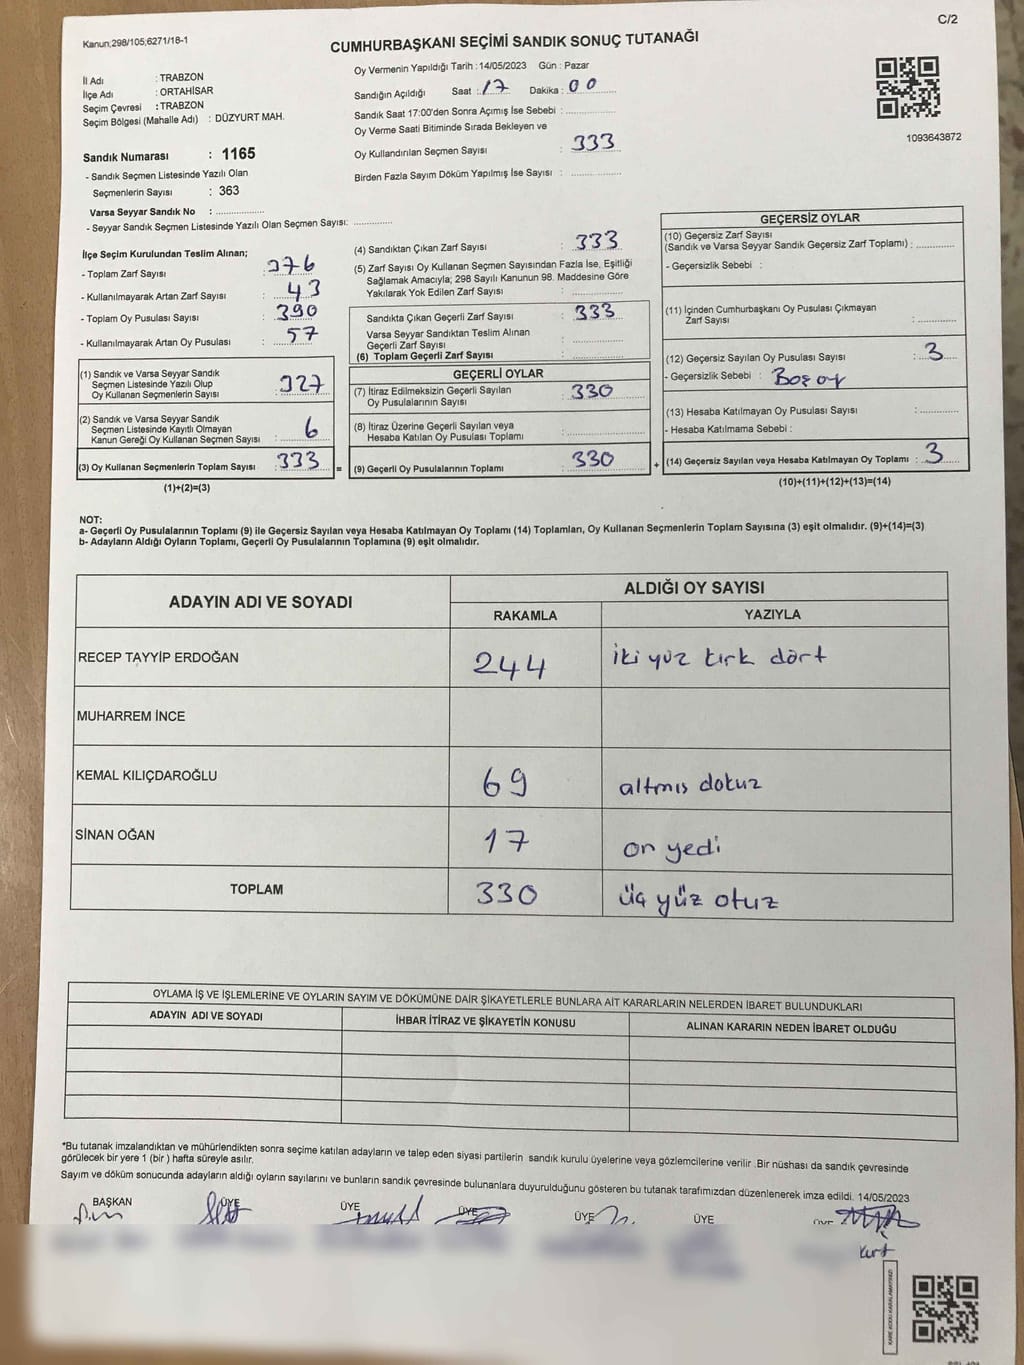 C/2
Kanun;298/105;6271/18-1
CUMHURBAŞKANI SEÇİMİ SANDIK SONUÇ TUTANAĞI
İl Adı : TRABZON
İlçe Adı : ORTAHİSAR
Seçim Çevresi : TRABZON
Seçim Bölgesi (Mahalle Adı) : DÜZYURT MAH.
Oy Vermenin Yapıldığı Tarih : 14/05/2023 Gün : Pazar
Sandığın Açıldığı Saat : 17 Dakika : 00
Sandık Saat 17:00'den Sonra Açımış İse Sebebi :
Oy Verme Saati Bitiminde Sırada Bekleyen ve
Oy Kullandırılan Seçmen Sayısı : 333
Birden Fazla Sayım Döküm Yapılmış İse Sayısı :
1093643872
Sandık Numarası : 1165
- Sandık Seçmen Listesinde Yazılı Olan
Seçmenlerin Sayısı : 363
Varsa Seyyar Sandık No :
- Seyyar Sandık Seçmen Listesinde Yazılı Olan Seçmen Sayısı:
İlçe Seçim Kurulundan Teslim Alınan;
- Toplam Zarf Sayısı : 376
- Kullanılmayarak Artan Zarf Sayısı : 43
- Toplam Oy Pusulası Sayısı : 390
- Kullanılmayarak Artan Oy Pusulası : 57
(1) Sandık ve Varsa Seyyar Sandık
Seçmen Listesinde Yazılı Olup
Oy Kullanan Seçmenlerin Sayısı : 327
(2) Sandık ve Varsa Seyyar Sandık
Seçmen Listesinde Kayıtlı Olmayan
Kanun Gereği Oy Kullanan Seçmen Sayısı : 6
(3) Oy Kullanan Seçmenlerin Toplam Sayısı : 333 =
(1)+(2)=(3)
(4) Sandıktan Çıkan Zarf Sayısı : 333
(5) Zarf Sayısı Oy Kullanan Seçmen Sayısından Fazla İse, Eşitliği
Sağlamak Amacıyla; 298 Sayılı Kanunun 98. Maddesine Göre
Yakılarak Yok Edilen Zarf Sayısı :
Sandıkta Çıkan Geçerli Zarf Sayısı : 333
Varsa Seyyar Sandıktan Teslim Alınan
Geçerli Zarf Sayısı :
(6) Toplam Geçerli Zarf Sayısı :
GEÇERLİ OYLAR
(7) İtiraz Edilmeksizin Geçerli Sayılan
Oy Pusulalarının Sayısı : 330
(8) İtiraz Üzerine Geçerli Sayılan veya
Hesaba Katılan Oy Pusulası Toplamı :
(9) Geçerli Oy Pusulalarının Toplamı : 330 +
GEÇERSİZ OYLAR
(10) Geçersiz Zarf Sayısı
(Sandık ve Varsa Seyyar Sandık Geçersiz Zarf Toplamı) :
- Geçersizlik Sebebi :
(11) İçinden Cumhurbaşkanı Oy Pusulası Çıkmayan
Zarf Sayısı :
(12) Geçersiz Sayılan Oy Pusulası Sayısı : 3
- Geçersizlik Sebebi : Boş oy
(13) Hesaba Katılmayan Oy Pusulası Sayısı :
- Hesaba Katılmama Sebebi :
(14) Geçersiz Sayılan veya Hesaba Katılmayan Oy Toplamı : 3
(10)+(11)+(12)+(13)=(14)
NOT:
a- Geçerli Oy Pusulalarının Toplamı (9) ile Geçersiz Sayılan veya Hesaba Katılmayan Oy Toplamı (14) Toplamları, Oy Kullanan Seçmenlerin Toplam Sayısına (3) eşit olmalıdır. (9)+(14)=(3)
b- Adayların Aldığı Oyların Toplamı, Geçerli Oy Pusulalarının Toplamına (9) eşit olmalıdır.
ADAYIN ADI VE SOYADI ALDIĞI OY SAYISI
RAKAMLA YAZIYLA
RECEP TAYYİP ERDOĞAN 244 iki yüz kırk dört
MUHARREM İNCE
KEMAL KILIÇDAROĞLU 69 altmıs dokuz
SİNAN OĞAN 17 on yedi
TOPLAM 330 üç yüz otuz
OYLAMA İŞ VE İŞLEMLERİNE VE OYLARIN SAYIM VE DÖKÜMÜNE DAİR ŞİKAYETLERLE BUNLARA AİT KARARLARIN NELERDEN İBARET BULUNDUKLARI
ADAYIN ADI VE SOYADI İHBAR İTİRAZ VE ŞİKAYETİN KONUSU ALINAN KARARIN NEDEN İBARET OLDUĞU
*Bu tutanak imzalandıktan ve mühürlendikten sonra seçime katılan adayların ve talep eden siyasi partilerin sandık kurulu üyelerine veya gözlemcilerine verilir .Bir nüshası da sandık çevresinde
görülecek bir yere 1 (bir ) hafta süreyle asılır.
Sayım ve döküm sonucunda adayların aldığı oyların sayılarını ve bunların sandık çevresinde bulunanlara duyurulduğunu gösteren bu tutanak tarafımızdan düzenlenerek imza edildi. 14/05/2023
BAŞKAN ÜYE ÜYE ÜYE ÜYE ÜYE
Kurt